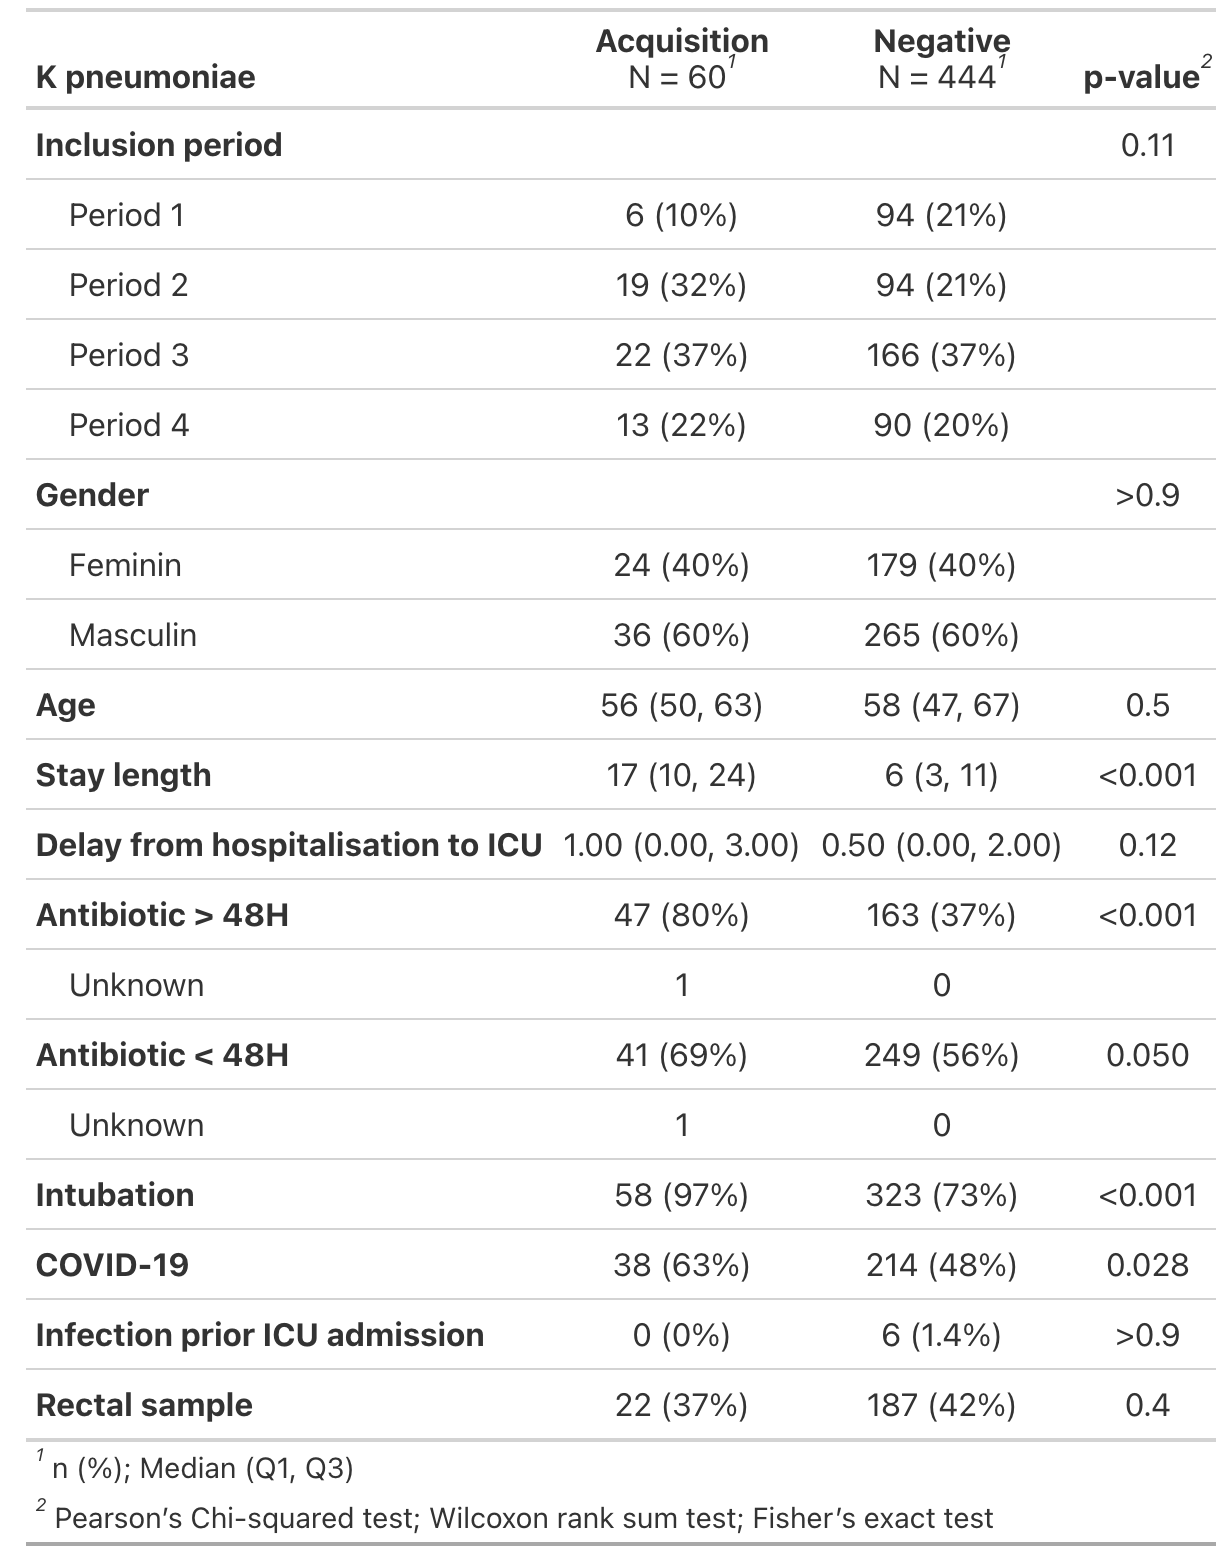 K pneumoniae Acquisition N = 60¹ Negative N = 444¹ p-value²
Inclusion period 0.11
Period 1 6 (10%) 94 (21%)
Period 2 19 (32%) 94 (21%)
Period 3 22 (37%) 166 (37%)
Period 4 13 (22%) 90 (20%)
Gender >0.9
Feminin 24 (40%) 179 (40%)
Masculin 36 (60%) 265 (60%)
Age 56 (50, 63) 58 (47, 67) 0.5
Stay length 17 (10, 24) 6 (3, 11) <0.001
Delay from hospitalisation to ICU 1.00 (0.00, 3.00) 0.50 (0.00, 2.00) 0.12
Antibiotic > 48H 47 (80%) 163 (37%) <0.001
Unknown 1 0
Antibiotic < 48H 41 (69%) 249 (56%) 0.050
Unknown 1 0
Intubation 58 (97%) 323 (73%) <0.001
COVID-19 38 (63%) 214 (48%) 0.028
Infection prior ICU admission 0 (0%) 6 (1.4%) >0.9
Rectal sample 22 (37%) 187 (42%) 0.4
¹ n (%); Median (Q1, Q3)
² Pearson's Chi-squared test; Wilcoxon rank sum test; Fisher's exact test